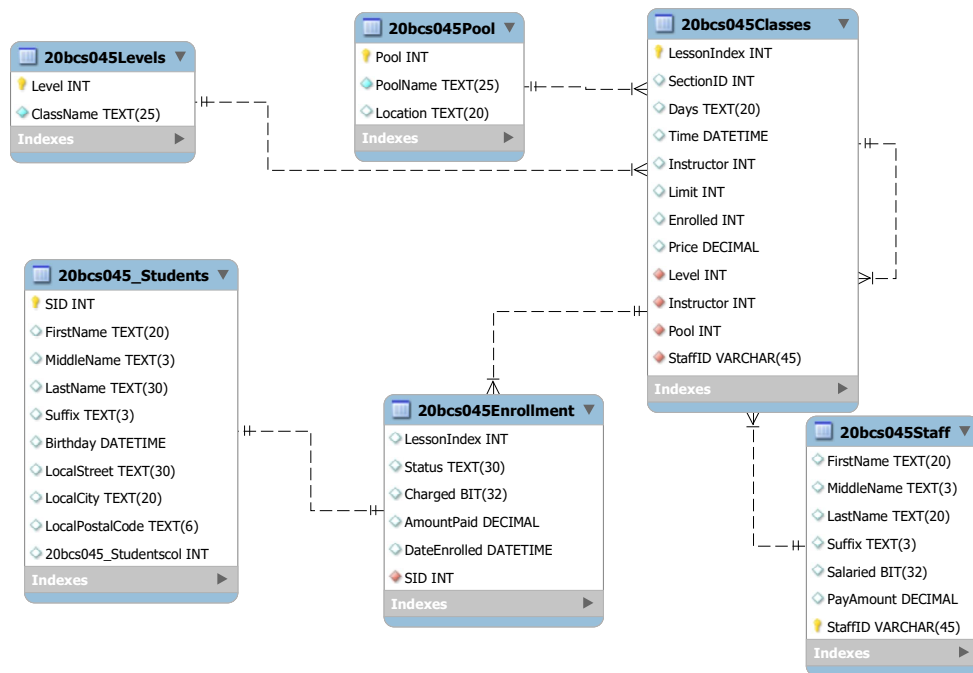 20bcs045Levels
Level INT
ClassName TEXT(25)
Indexes
20bcs045Pool
Pool INT
PoolName TEXT(25)
Location TEXT(20)
Indexes
20bcs045Classes
LessonIndex INT
SectionID INT
Days TEXT(20)
Time DATETIME
Instructor INT
Limit INT
Enrolled INT
Price DECIMAL
Level INT
Instructor INT
Pool INT
StaffID VARCHAR(45)
Indexes
20bcs045_Students
SID INT
FirstName TEXT(20)
MiddleName TEXT(3)
LastName TEXT(30)
Suffix TEXT(3)
Birthday DATETIME
LocalStreet TEXT(30)
LocalCity TEXT(20)
LocalPostalCode TEXT(6)
20bcs045_Studentscol INT
Indexes
20bcs045Enrollment
LessonIndex INT
Status TEXT(30)
Charged BIT(32)
AmountPaid DECIMAL
DateEnrolled DATETIME
SID INT
Indexes
20bcs045Staff
FirstName TEXT(20)
MiddleName TEXT(3)
LastName TEXT(20)
Suffix TEXT(3)
Salaried BIT(32)
PayAmount DECIMAL
StaffID VARCHAR(45)
Indexes